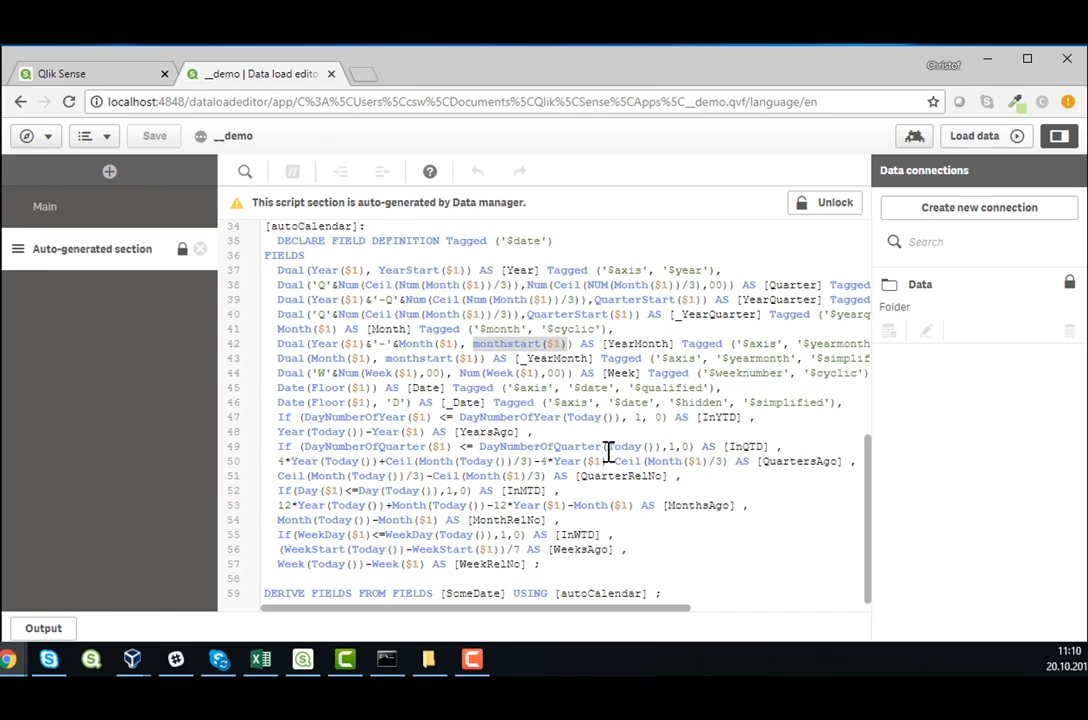 Christof
Qlik Sense
__demo | Data load edito
localhost:4848/dataloadeditor/app/C%3A%5CUsers%5Ccsw%5CDocuments%5CQlik%5CSense%5CApps%5C__demo.qvf/language/en
Save
__demo
Load data
Data connections
Main
This script section is auto-generated by Data manager.
Unlock
Create new connection
Auto-generated section
Search
Data
Folder
34 [autoCalendar]:
35 DECLARE FIELD DEFINITION Tagged ('$date')
36 FIELDS
37 Dual(Year($1), YearStart($1)) AS [Year] Tagged ('$axis', '$year'),
38 Dual('Q'&Num(Ceil(Num(Month($1))/3)),Num(Ceil(NUM(Month($1))/3),00)) AS [Quarter] Tagged
39 Dual(Year($1)&'-Q'&Num(Ceil(Num(Month($1))/3)),QuarterStart($1)) AS [YearQuarter] Tagged
40 Dual('Q'&Num(Ceil(Num(Month($1))/3)),QuarterStart($1)) AS [_YearQuarter] Tagged ('$yearq
41 Month($1) AS [Month] Tagged ('$month', '$cyclic'),
42 Dual(Year($1)&'-'&Month($1), monthstart($1)) AS [YearMonth] Tagged ('$axis', '$yearmonth
43 Dual(Month($1), monthstart($1)) AS [_YearMonth] Tagged ('$axis', '$yearmonth', '$simplif
44 Dual('W'&Num(Week($1),00), Num(Week($1),00)) AS [Week] Tagged ('$weeknumber', '$cyclic')
45 Date(Floor($1)) AS [Date] Tagged ('$axis', '$date', '$qualified'),
46 Date(Floor($1), 'D') AS [_Date] Tagged ('$axis', '$date', '$hidden', '$simplified'),
47 If (DayNumberOfYear($1) <= DayNumberOfYear(Today()), 1, 0) AS [InYTD] ,
48 Year(Today())-Year($1) AS [YearsAgo] ,
49 If (DayNumberOfQuarter($1) <= DayNumberOfQuarter(Today()),1,0) AS [InQTD] ,
50 4*Year(Today())+Ceil(Month(Today())/3)-4*Year($1)-Ceil(Month($1)/3) AS [QuartersAgo] ,
51 Ceil(Month(Today())/3)-Ceil(Month($1)/3) AS [QuarterRelNo] ,
52 If(Day($1)<=Day(Today()),1,0) AS [InMTD] ,
53 12*Year(Today())+Month(Today())-12*Year($1)-Month($1) AS [MonthsAgo] ,
54 Month(Today())-Month($1) AS [MonthRelNo] ,
55 If(WeekDay($1)<=WeekDay(Today()),1,0) AS [InWTD] ,
56 (WeekStart(Today())-WeekStart($1))/7 AS [WeeksAgo] ,
57 Week(Today())-Week($1) AS [WeekRelNo] ;
58
59 DERIVE FIELDS FROM FIELDS [SomeDate] USING [autoCalendar] ;
Output
11:10
20.10.201